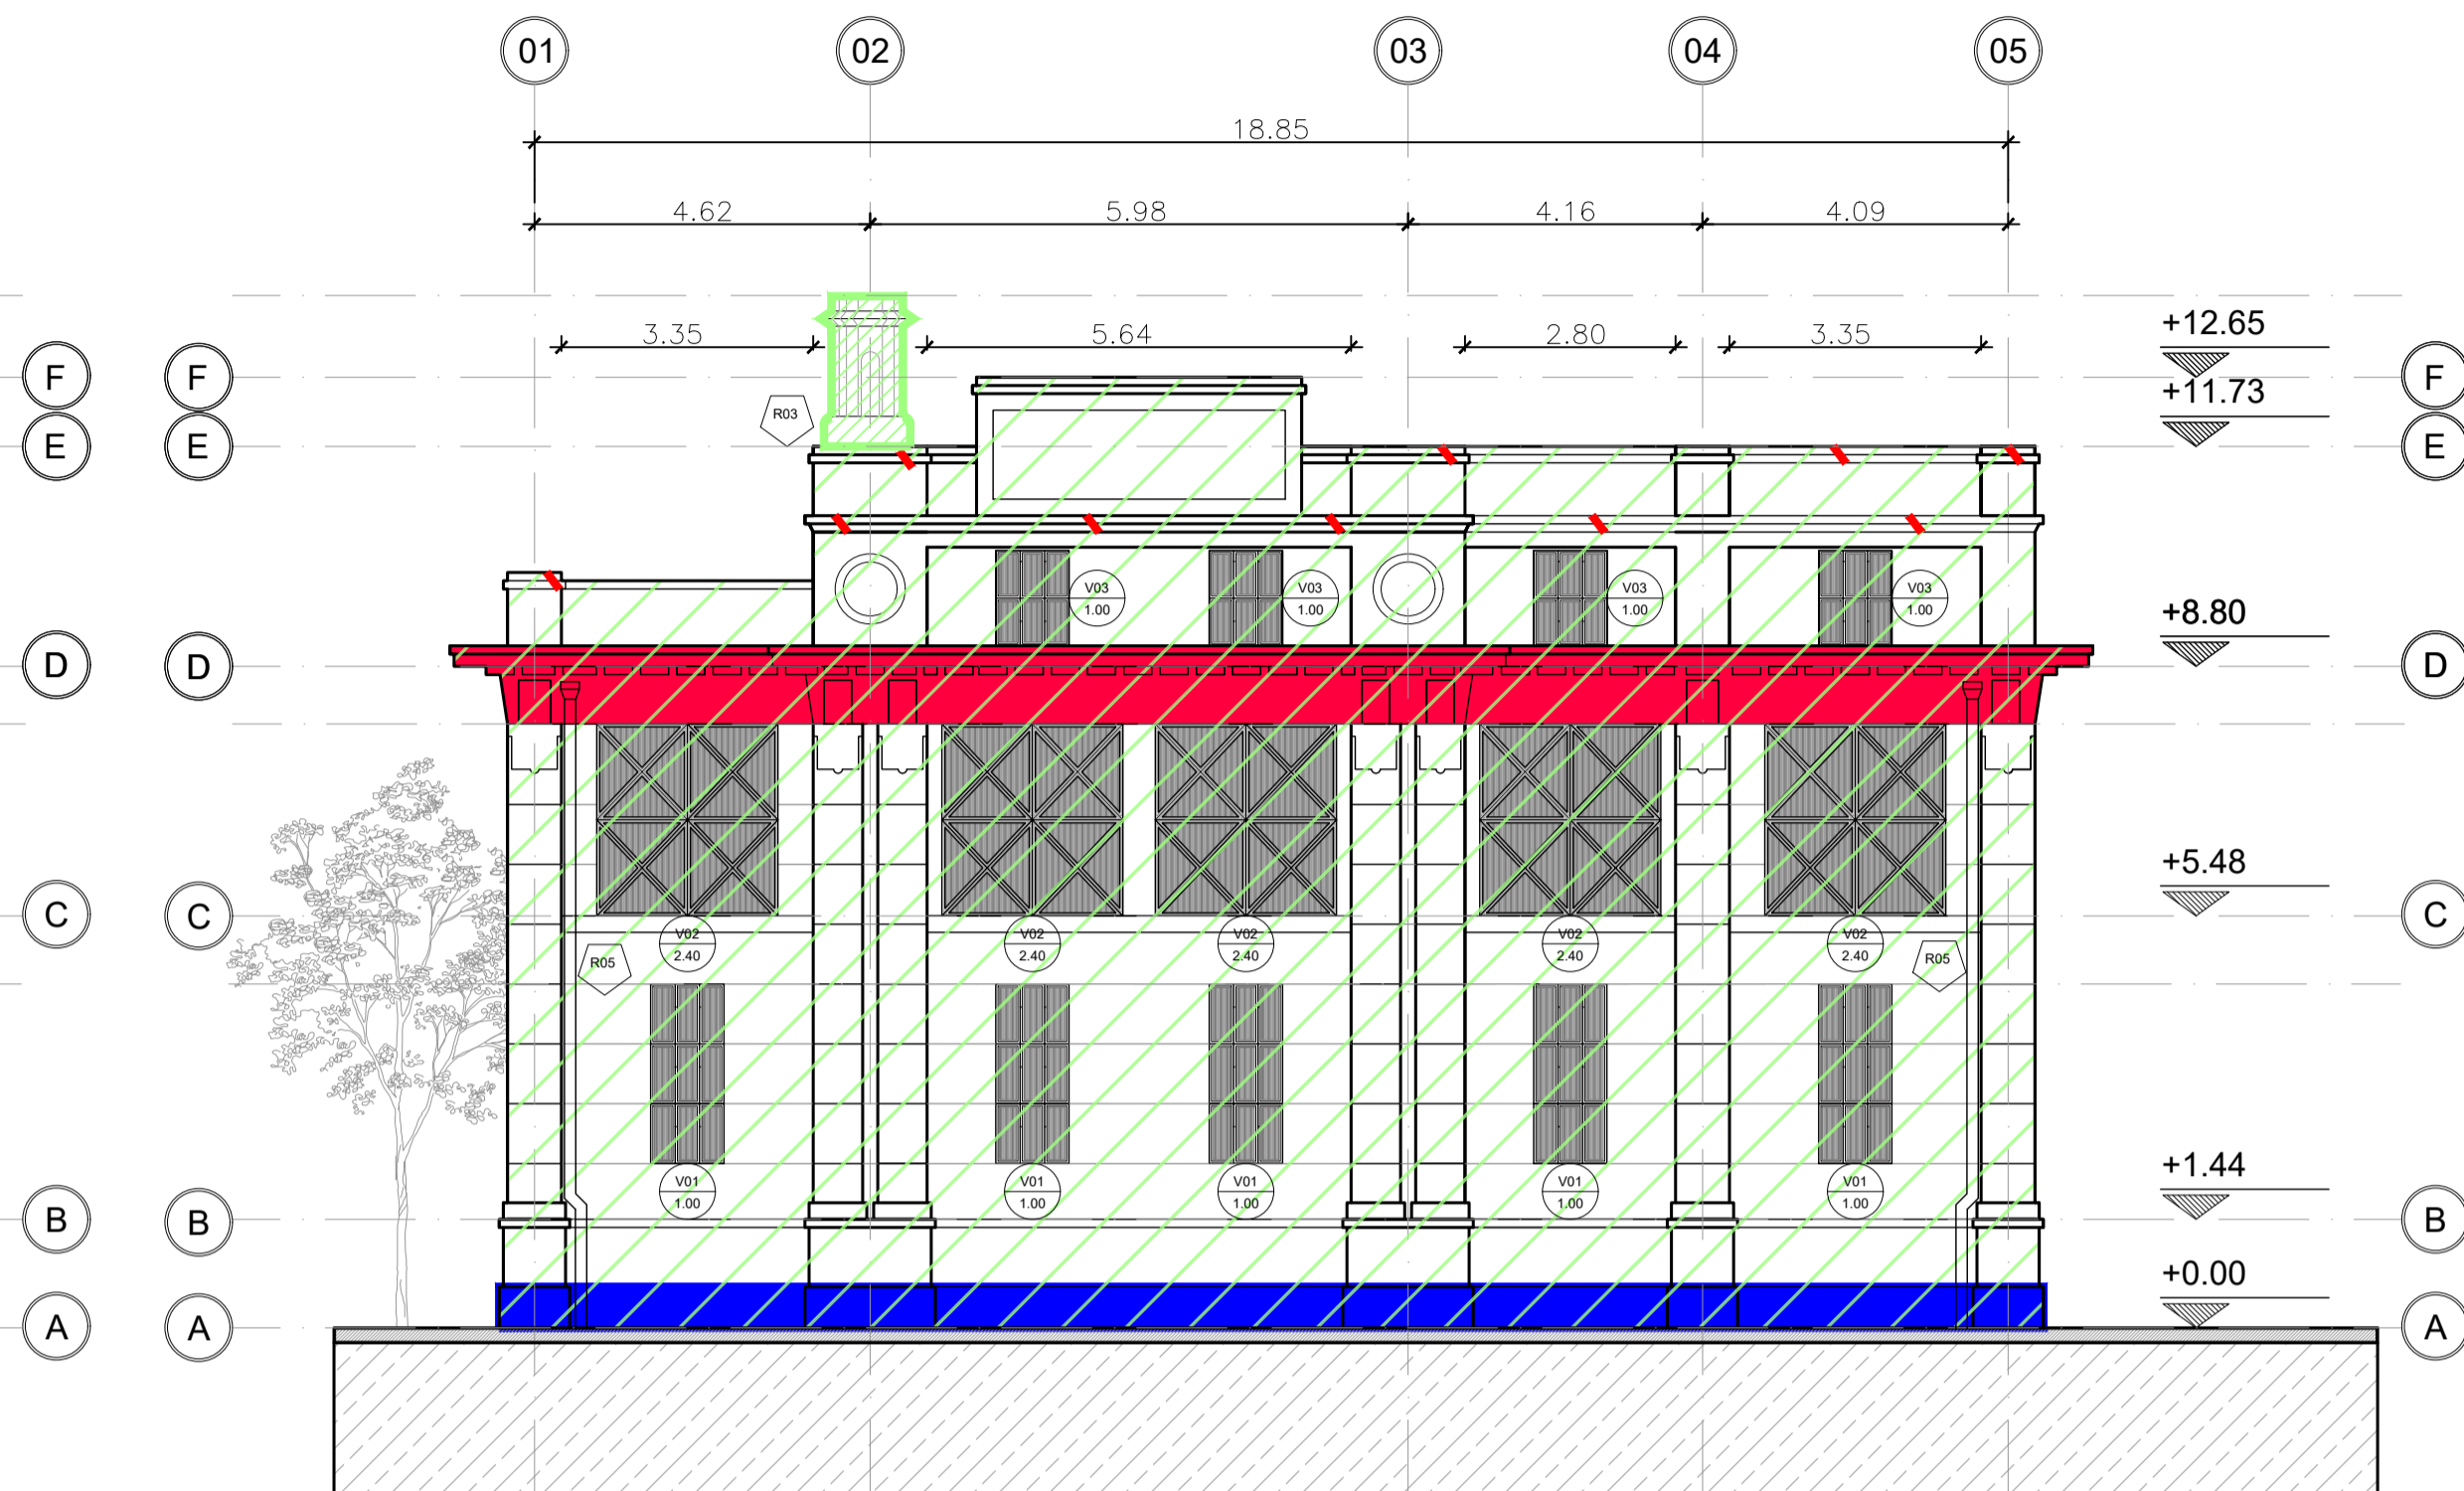 01 02 03 04 05
18.85
4.62 5.98 4.16 4.09
+12.65
3.35 5.64 2.80 3.35
F F F
+11.73
R03
E E E
V03 V03 V03 V03
1.00 1.00 1.00 1.00
+8.80
D D D
+5.48
C C C
V02 V02 V02 V02 V02
2.40 2.40 2.40 2.40 2.40
R05 R05
+1.44
V01 V01 V01 V01 V01
1.00 1.00 1.00 1.00 1.00
B B B
+0.00
A A A